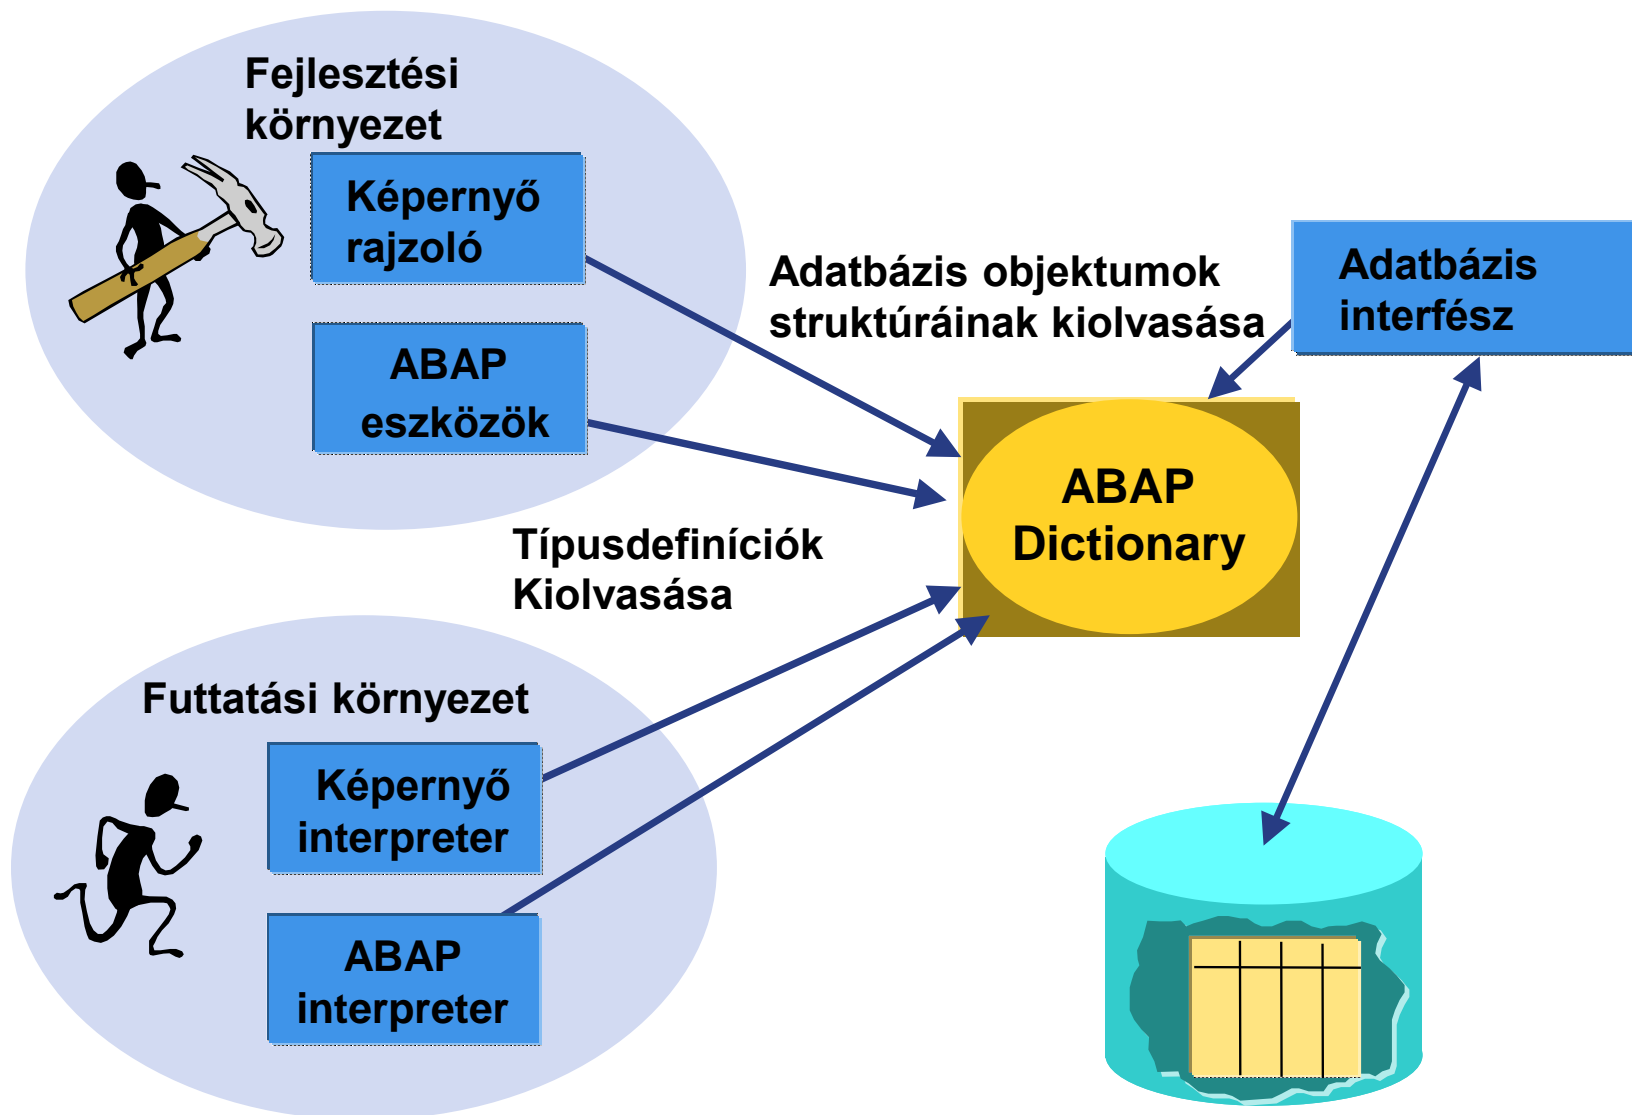 Fejlesztési
környezet
Képernyő
rajzoló
ABAP
eszközök
Adatbázis objektumok
struktúráinak kiolvasása
Adatbázis
interfész
ABAP
Dictionary
Típusdefiníciók
Kiolvasása
Futtatási környezet
Képernyő
interpreter
ABAP
interpreter